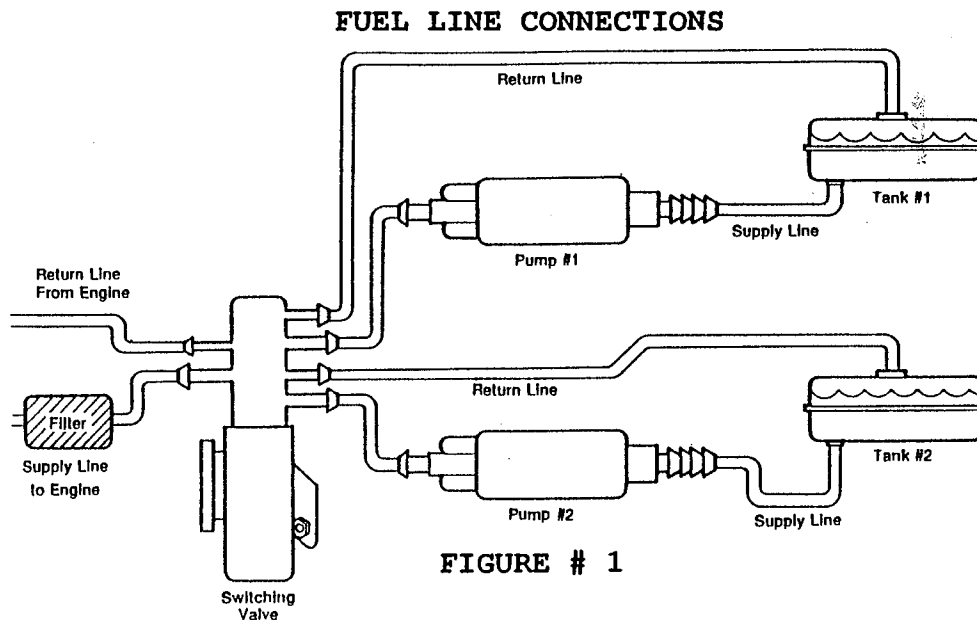 FUEL LINE CONNECTIONS
Return Line
Tank #1
Supply Line
Pump #1
Return Line
From Engine
Return Line
Filter
Supply Line
to Engine
Tank #2
Pump #2
Supply Line
FIGURE # 1
Switching
Valve